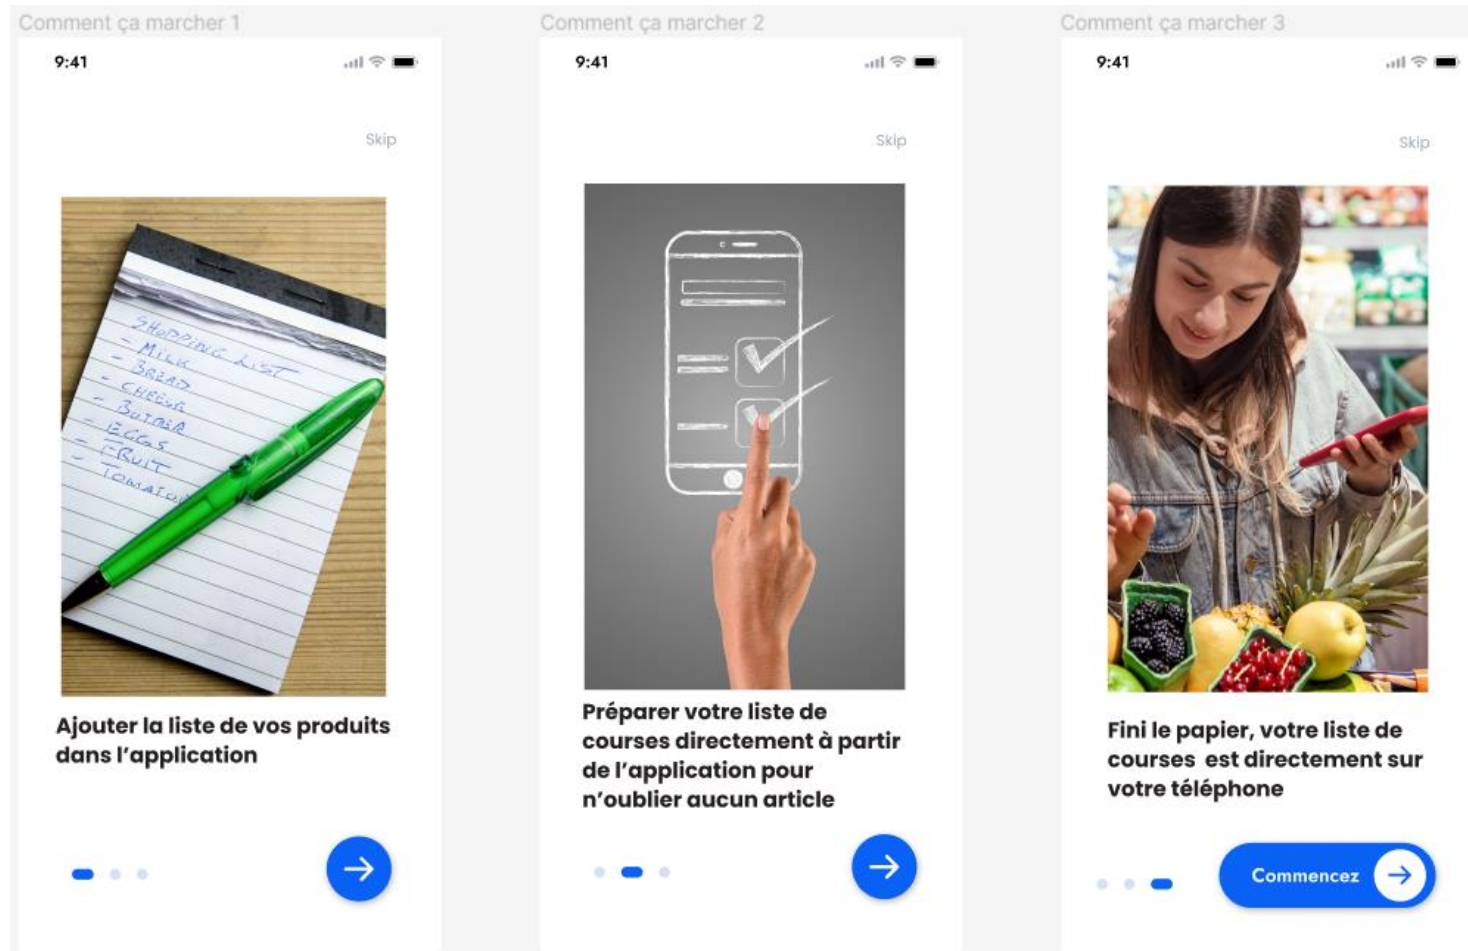 Comment ça marcher 1
9:41
Skip
SHOPPING LIST
- MILK
- BREAD
- CHEESE
- BUTTER
- EGGS
- FRUIT
Ajouter la liste de vos produits
dans l’application
Comment ça marcher 2
9:41
Skip
Préparer votre liste de
courses directement à partir
de l’application pour
n’oublier aucun article
Comment ça marcher 3
9:41
Skip
Fini le papier, votre liste de
courses  est directement sur
votre téléphone
Commencez